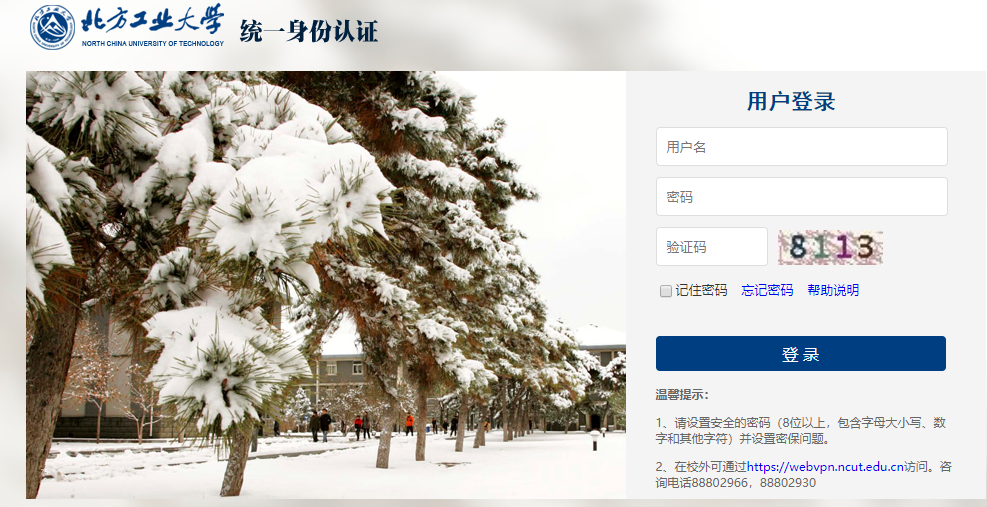 北方工业大学
NORTH CHINA UNIVERSITY OF TECHNOLOGY
统一身份认证
用户登录
用户名
密码
验证码
8113
记住密码 忘记密码 帮助说明
登 录
温馨提示：
1、请设置安全的密码（8位以上，包含字母大小写、数
字和其他字符）并设置密保问题。
2、在校外可通过https://webvpn.ncut.edu.cn访问。咨
询电话88802966，88802930